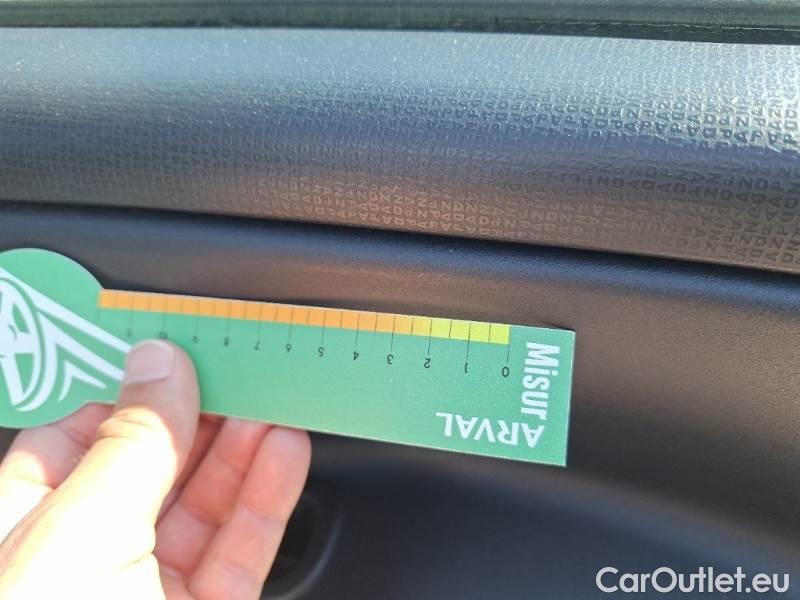 Misur
ARVAL
0 1 2 3 4 5 6 7 8 9
CarOutlet.eu